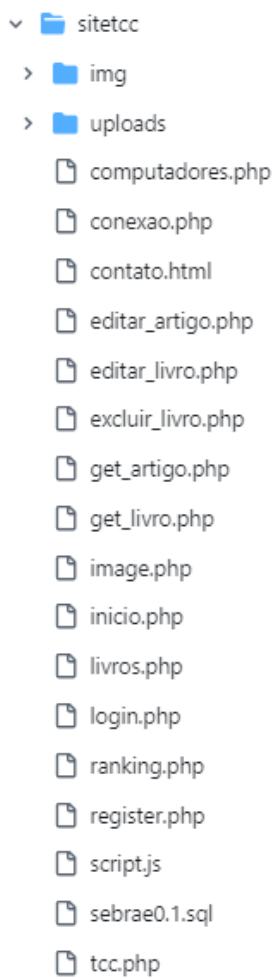 sitetcc
img
uploads
computadores.php
conexao.php
contato.html
editar_artigo.php
editar_livro.php
excluir_livro.php
get_artigo.php
get_livro.php
image.php
inicio.php
livros.php
login.php
ranking.php
register.php
script.js
sebrae0.1.sql
tcc.php